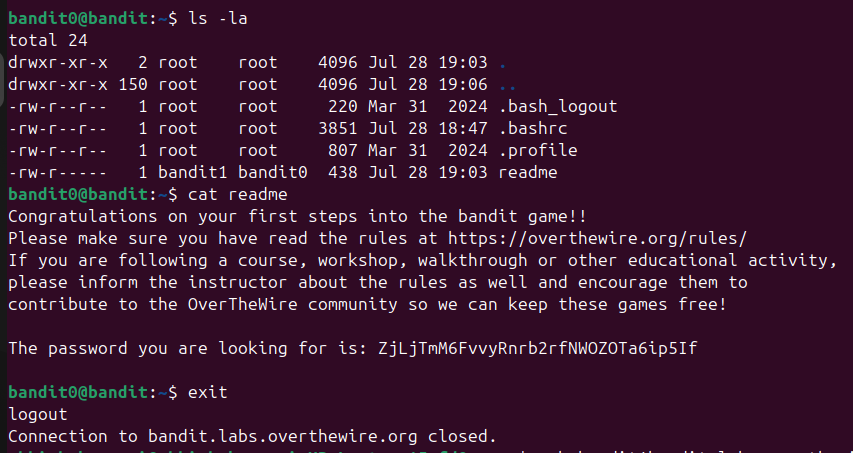 bandit0@bandit:~$ ls -la
total 24
drwxr-xr-x   2 root    root    4096 Jul 28 19:03 .
drwxr-xr-x 150 root    root    4096 Jul 28 19:06 ..
-rw-r--r--   1 root    root     220 Mar 31  2024 .bash_logout
-rw-r--r--   1 root    root    3851 Jul 28 18:47 .bashrc
-rw-r--r--   1 root    root     807 Mar 31  2024 .profile
-rw-r-----   1 bandit1 bandit0  438 Jul 28 19:03 readme
bandit0@bandit:~$ cat readme
Congratulations on your first steps into the bandit game!!
Please make sure you have read the rules at https://overthewire.org/rules/
If you are following a course, workshop, walkthrough or other educational activity,
please inform the instructor about the rules as well and encourage them to
contribute to the OverTheWire community so we can keep these games free!
The password you are looking for is: ZjLjTmM6FvvyRnrb2rfNWOZOTa6ip5If
bandit0@bandit:~$ exit
logout
Connection to bandit.labs.overthewire.org closed.